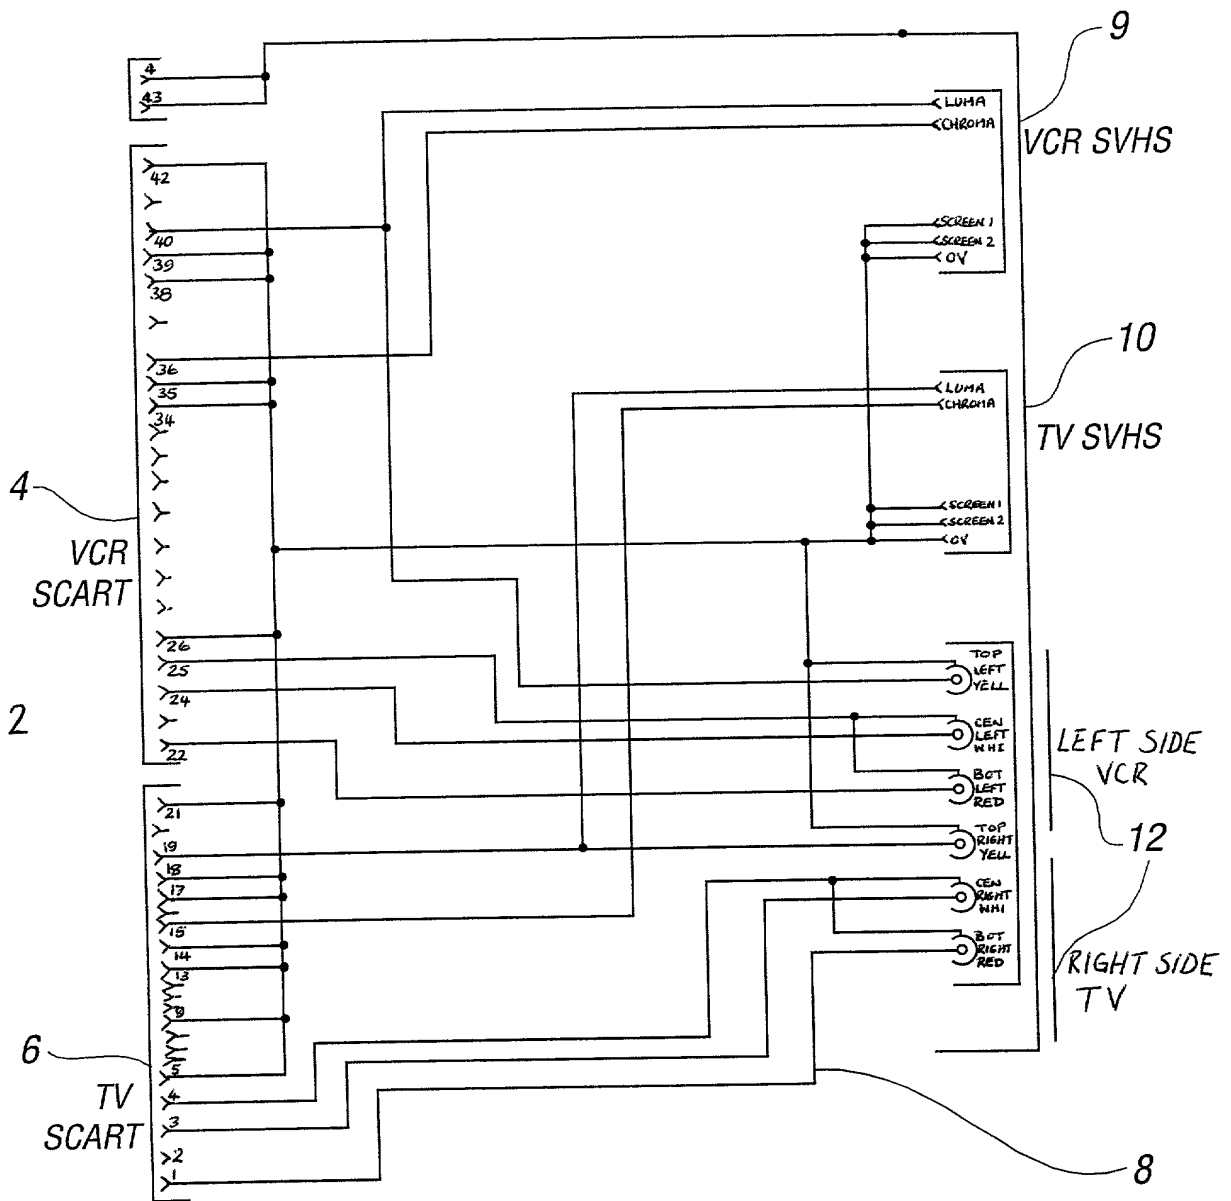 9
VCR SVHS
10
TV SVHS
4
43
42
40
39
38
36
35
34
26
25
24
22
4
VCR
SCART
2
21
19
18
17
15
14
13
9
5
4
3
2
1
6
TV
SCART
LUMA
CHROMA
SCREEN 1
SCREEN 2
OV
LUMA
CHROMA
SCREEN 1
SCREEN 2
OV
TOP
LEFT
YELL
CEN
LEFT
WHI
BOT
LEFT
RED
TOP
RIGHT
YELL
CEN
RIGHT
WHI
BOT
RIGHT
RED
LEFT SIDE
VCR
12
RIGHT SIDE
TV
8